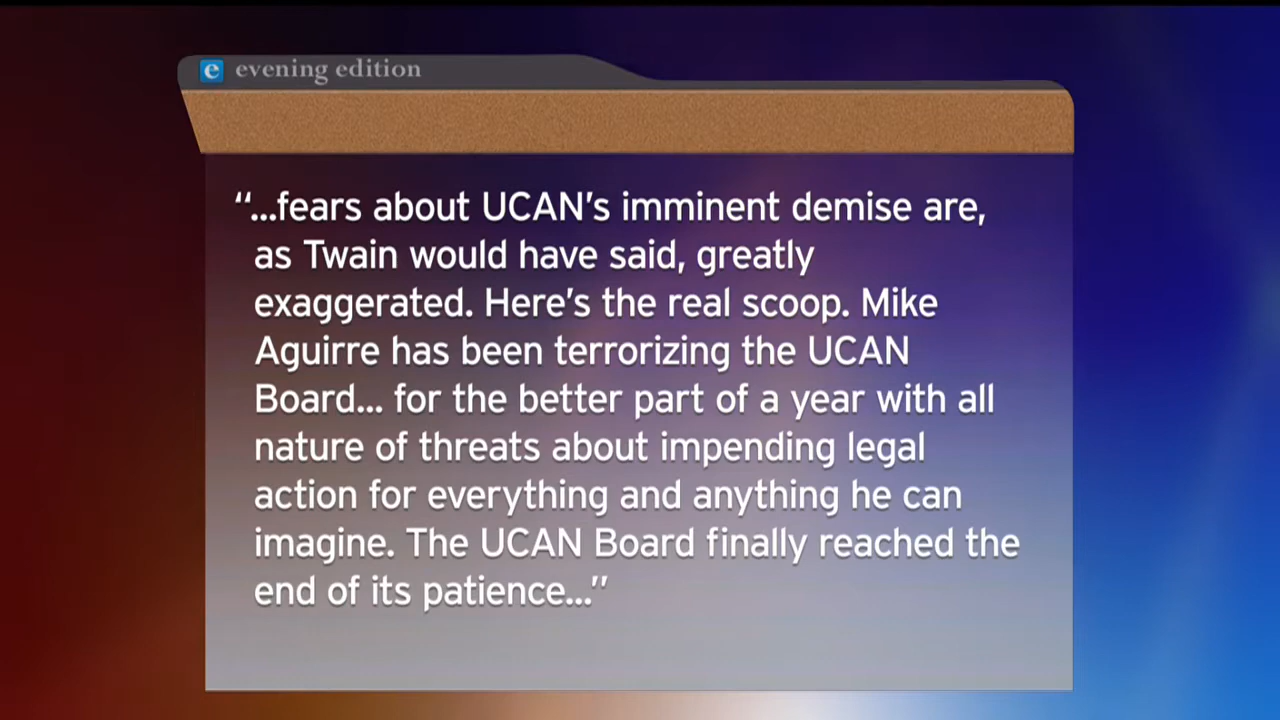 e evening edition
“...fears about UCAN’s imminent demise are,
as Twain would have said, greatly
exaggerated. Here’s the real scoop. Mike
Aguirre has been terrorizing the UCAN
Board... for the better part of a year with all
nature of threats about impending legal
action for everything and anything he can
imagine. The UCAN Board finally reached the
end of its patience...”